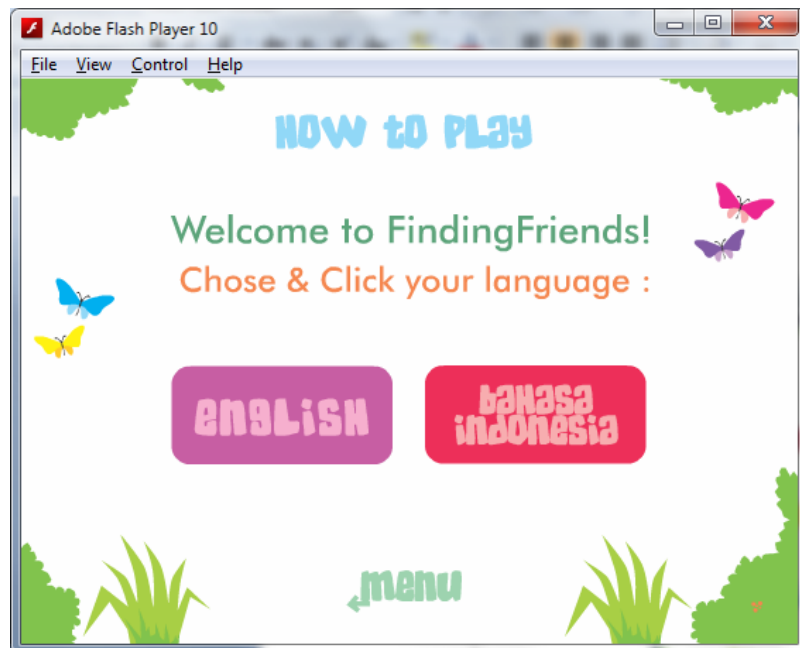 Adobe Flash Player 10
File View Control Help
HOW to PLAY
Welcome to FindingFriends!
Chose & Click your language :
ENGLISH
BAHASA
INDONESIA
MENU